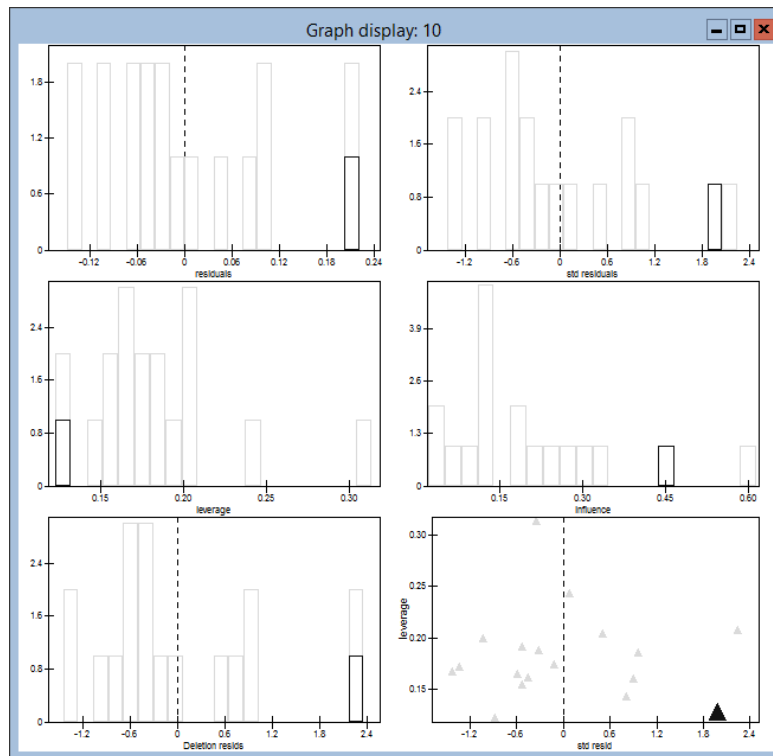 Graph display: 10
1.8
1.2
0.6
0
-0.12 -0.06 0 0.06 0.12 0.18 0.24
residuals
2.4
1.6
0.8
0
-1.2 -0.6 0 0.6 1.2 1.8 2.4
std residuals
2.4
1.6
0.8
0
0.15 0.20 0.25 0.30
leverage
3.9
2.6
1.3
0
0.15 0.30 0.45 0.60
influence
2.4
1.6
0.8
0
-1.2 -0.6 0 0.6 1.2 1.8 2.4
Deletion resids
0.30
0.25
0.20
0.15
leverage
-1.2 -0.6 0 0.6 1.2 1.8 2.4
std resid